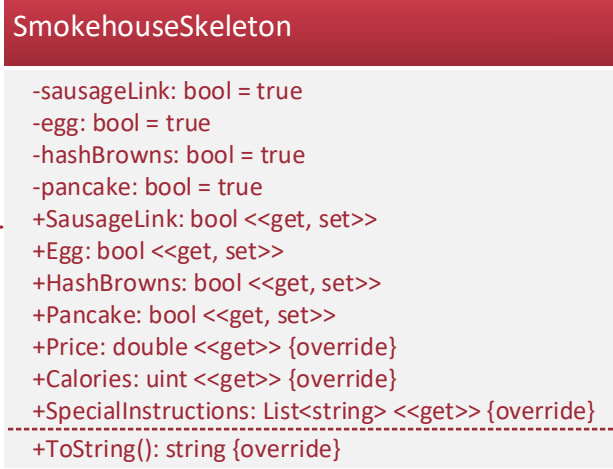 SmokehouseSkeleton
-sausageLink: bool = true
-egg: bool = true
-hashBrowns: bool = true
-pancake: bool = true
+SausageLink: bool <<get, set>>
+Egg: bool <<get, set>>
+HashBrowns: bool <<get, set>>
+Pancake: bool <<get, set>>
+Price: double <<get>> {override}
+Calories: uint <<get>> {override}
+SpecialInstructions: List<string> <<get>> {override}
+ToString(): string {override}